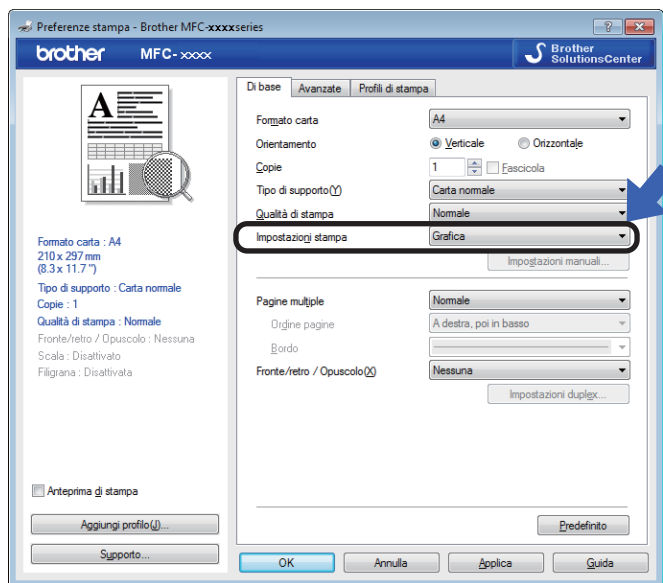 Preferenze stampa - Brother MFC-xxxxseries
brother MFC-xxxx
Brother
SolutionsCenter
A
Formato carta : A4
210 x 297 mm
(8.3 x 11.7 ")
Tipo di supporto : Carta normale
Copie : 1
Qualità di stampa : Normale
Fronte/retro / Opuscolo : Nessuna
Scala : Disattivato
Filigrana : Disattivata
Anteprima di stampa
Aggiungi profilo(J)...
Supporto...
Di base Avanzate Profili di stampa
Formato carta A4
Orientamento Verticale Orizzontale
Copie 1 Fascicola
Tipo di supporto(Y) Carta normale
Qualità di stampa Normale
Impostazioni stampa Grafica
Impostazioni manuali...
Pagine multiple Normale
Ordine pagine A destra, poi in basso
Bordo
Fronte/retro / Opuscolo(X) Nessuna
Impostazioni duplex...
Predefinito
OK Annulla Applica Guida